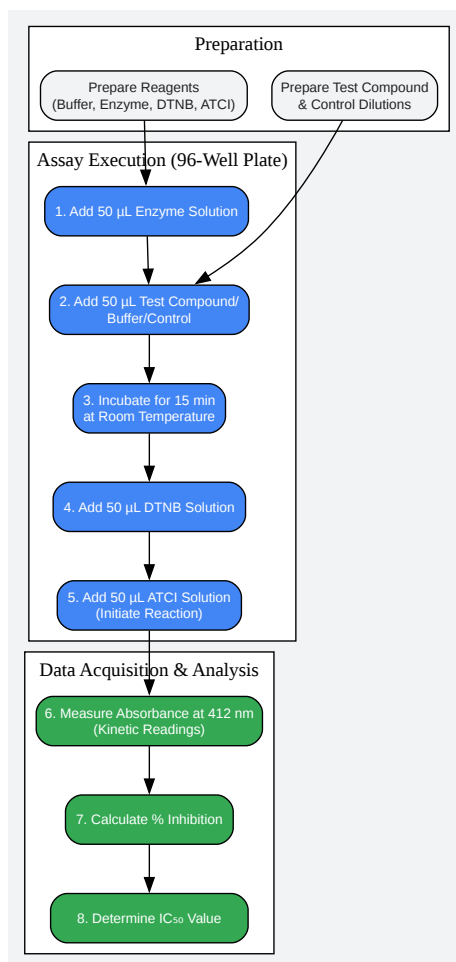 Preparation
Prepare Reagents
(Buffer, Enzyme, DTNB, ATCI)
Prepare Test Compound
& Control Dilutions
Assay Execution (96-Well Plate)
1. Add 50 µL Enzyme Solution
2. Add 50 µL Test Compound/
Buffer/Control
3. Incubate for 15 min
at Room Temperature
4. Add 50 µL DTNB Solution
5. Add 50 µL ATCI Solution
(Initiate Reaction)
Data Acquisition & Analysis
6. Measure Absorbance at 412 nm
(Kinetic Readings)
7. Calculate % Inhibition
8. Determine IC₅₀ Value